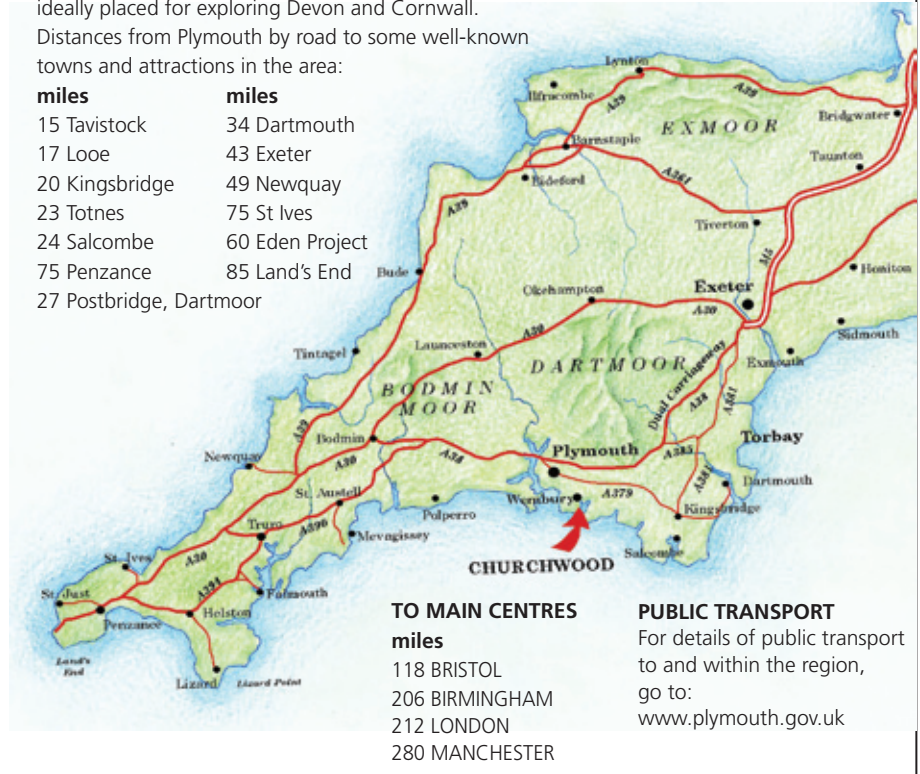 ideally placed for exploring Devon and Cornwall.
Distances from Plymouth by road to some well-known
towns and attractions in the area:
miles
15 Tavistock
17 Looe
20 Kingsbridge
23 Totnes
24 Salcombe
75 Penzance
27 Postbridge, Dartmoor
miles
34 Dartmouth
43 Exeter
49 Newquay
75 St Ives
60 Eden Project
85 Land's End
Lynton
Ilfracombe
A39
A39
EXMOOR
Bridgwater
Barnstaple
Taunton
Bideford
A361
A39
Tiverton
M5
Bude
Honiton
Exeter
Okehampton
A30
A30
Sidmouth
Tintagel
Launceston
DARTMOOR
Exmouth
Dual Carriageway
A38
A381
BODMIN
MOOR
A39
Bodmin
Torbay
Newquay
A30
A38
Plymouth
A385
St. Austell
A381
Dartmouth
Wembury
A379
Polperro
Kingsbridge
Truro
A390
Mevagissey
Salcombe
St. Ives
A30
CHURCHWOOD
A394
St. Just
Falmouth
Helston
Penzance
Land's
End
Lizard
Lizard Point
TO MAIN CENTRES
miles
118 BRISTOL
206 BIRMINGHAM
212 LONDON
280 MANCHESTER
PUBLIC TRANSPORT
For details of public transport
to and within the region,
go to:
www.plymouth.gov.uk